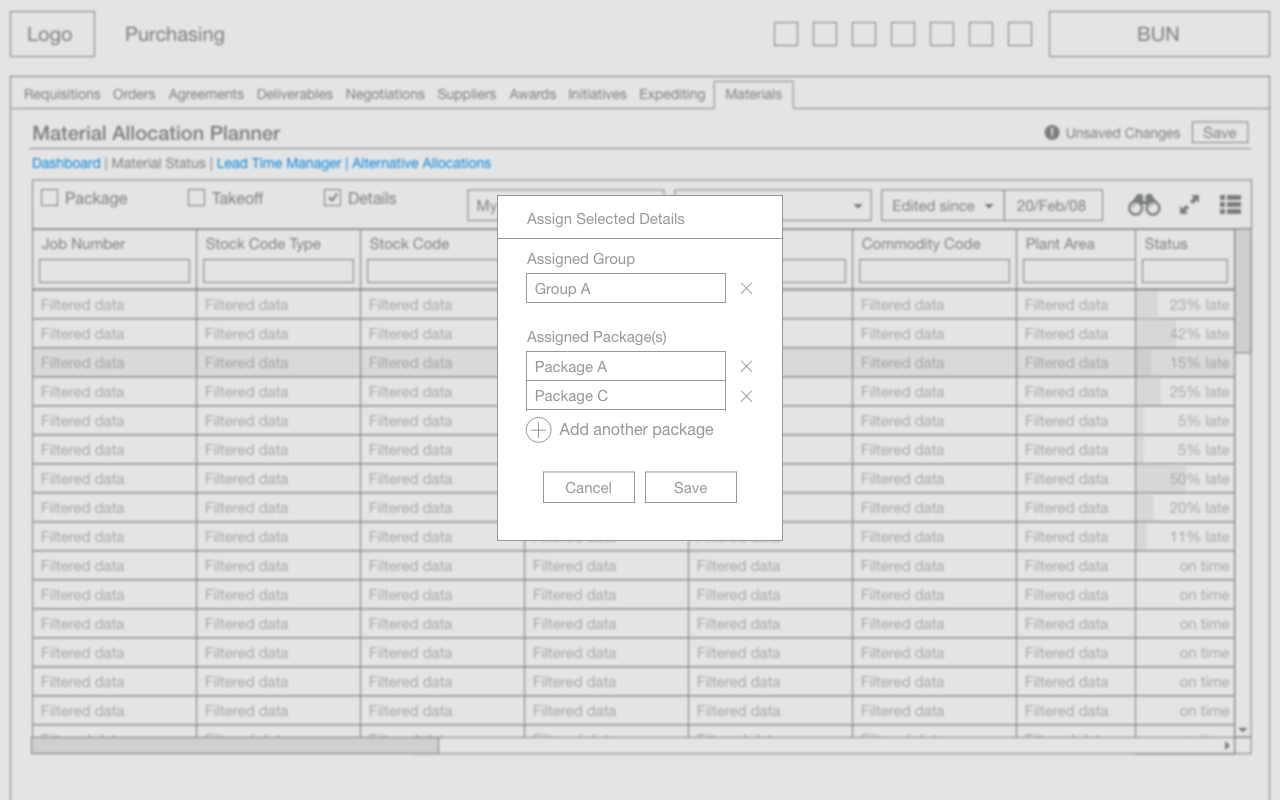 Logo Purchasing BUN
Requisitions Orders Agreements Deliverables Negotiations Suppliers Awards Initiatives Expediting Materials
Material Allocation Planner Unsaved Changes Save
Dashboard | Material Status | Lead Time Manager | Alternative Allocations
Package Takeoff Details My Edited since 20/Feb/08
Job Number Stock Code Type Stock Code Commodity Code Plant Area Status
Filtered data Filtered data Filtered data Filtered data Filtered data 23% late
Filtered data Filtered data Filtered data Filtered data Filtered data 42% late
Filtered data Filtered data Filtered data Filtered data Filtered data 15% late
Filtered data Filtered data Filtered data Filtered data Filtered data 25% late
Filtered data Filtered data Filtered data Filtered data Filtered data 5% late
Filtered data Filtered data Filtered data Filtered data Filtered data 5% late
Filtered data Filtered data Filtered data Filtered data Filtered data 50% late
Filtered data Filtered data Filtered data Filtered data Filtered data 20% late
Filtered data Filtered data Filtered data Filtered data Filtered data Filtered data Filtered data 11% late
Filtered data Filtered data Filtered data Filtered data Filtered data Filtered data Filtered data on time
Filtered data Filtered data Filtered data Filtered data Filtered data Filtered data Filtered data on time
Filtered data Filtered data Filtered data Filtered data Filtered data Filtered data Filtered data on time
Filtered data Filtered data Filtered data Filtered data Filtered data Filtered data Filtered data on time
Filtered data Filtered data Filtered data Filtered data Filtered data Filtered data Filtered data on time
Filtered data Filtered data Filtered data Filtered data Filtered data Filtered data Filtered data on time
Assign Selected Details
Assigned Group
Group A
Assigned Package(s)
Package A
Package C
Add another package
Cancel Save